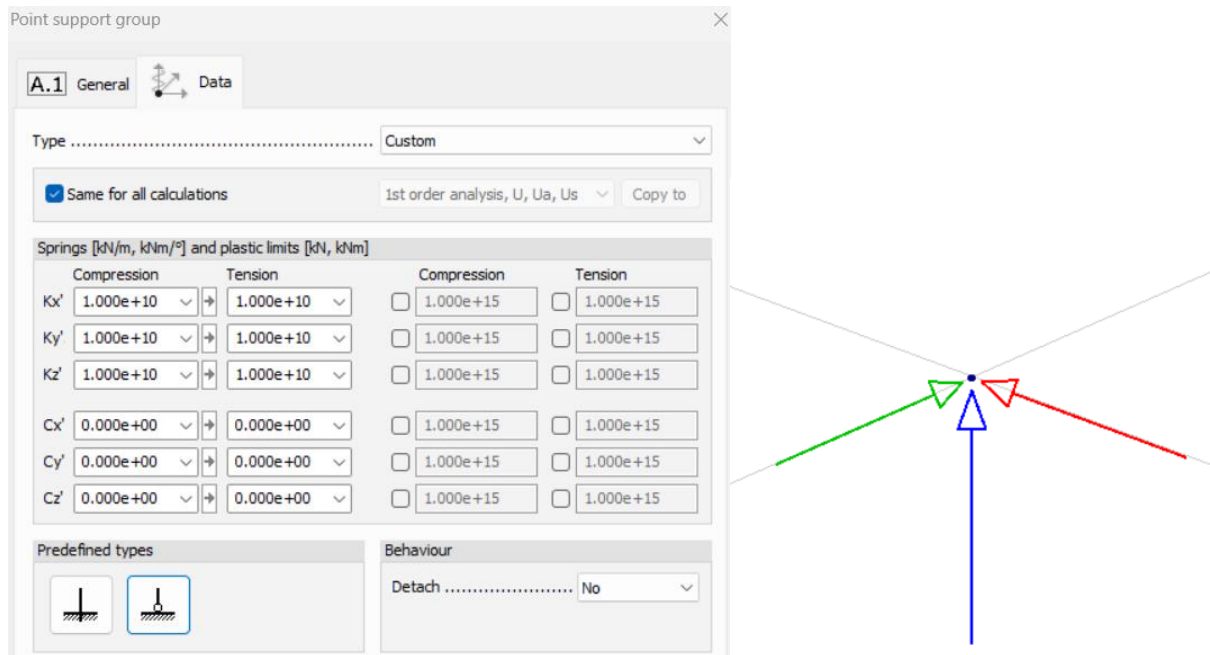 Point support group
A.1 General Data
Type Custom
Same for all calculations 1st order analysis, U, Ua, Us Copy to
Springs [kN/m, kNm/°] and plastic limits [kN, kNm]
Compression Tension Compression Tension
Kx' 1.000e+10 1.000e+10 1.000e+15 1.000e+15
Ky' 1.000e+10 1.000e+10 1.000e+15 1.000e+15
Kz' 1.000e+10 1.000e+10 1.000e+15 1.000e+15
Cx' 0.000e+00 0.000e+00 1.000e+15 1.000e+15
Cy' 0.000e+00 0.000e+00 1.000e+15 1.000e+15
Cz' 0.000e+00 0.000e+00 1.000e+15 1.000e+15
Predefined types Behaviour
Detach No